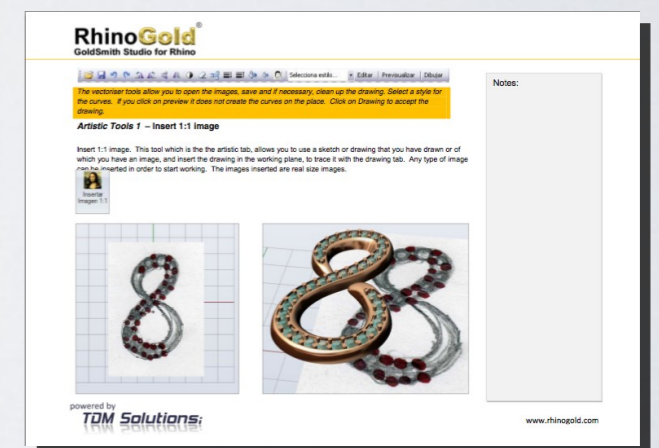 RhinoGold®
GoldSmith Studio for Rhino
Selecciona estilo... Editar Previsualizar Dibujar
The vectoriser tools allow you to open the images, save and if necessary, clean up the drawing. Select a style for
the curves. If you click on preview it does not create the curves on the place. Click on Drawing to accept the
drawing.
Artistic Tools 1 – Insert 1:1 image
Insert 1:1 image. This tool which is the the artistic tab, allows you to use a sketch or drawing that you have drawn or of
which you have an image, and insert the drawing in the working plane, to trace it with the drawing tab. Any type of image
can be inserted in order to start working. The images inserted are real size images.
Insertar
Imagen 1:1
Notes:
powered by
TDM Solutions;
www.rhinogold.com